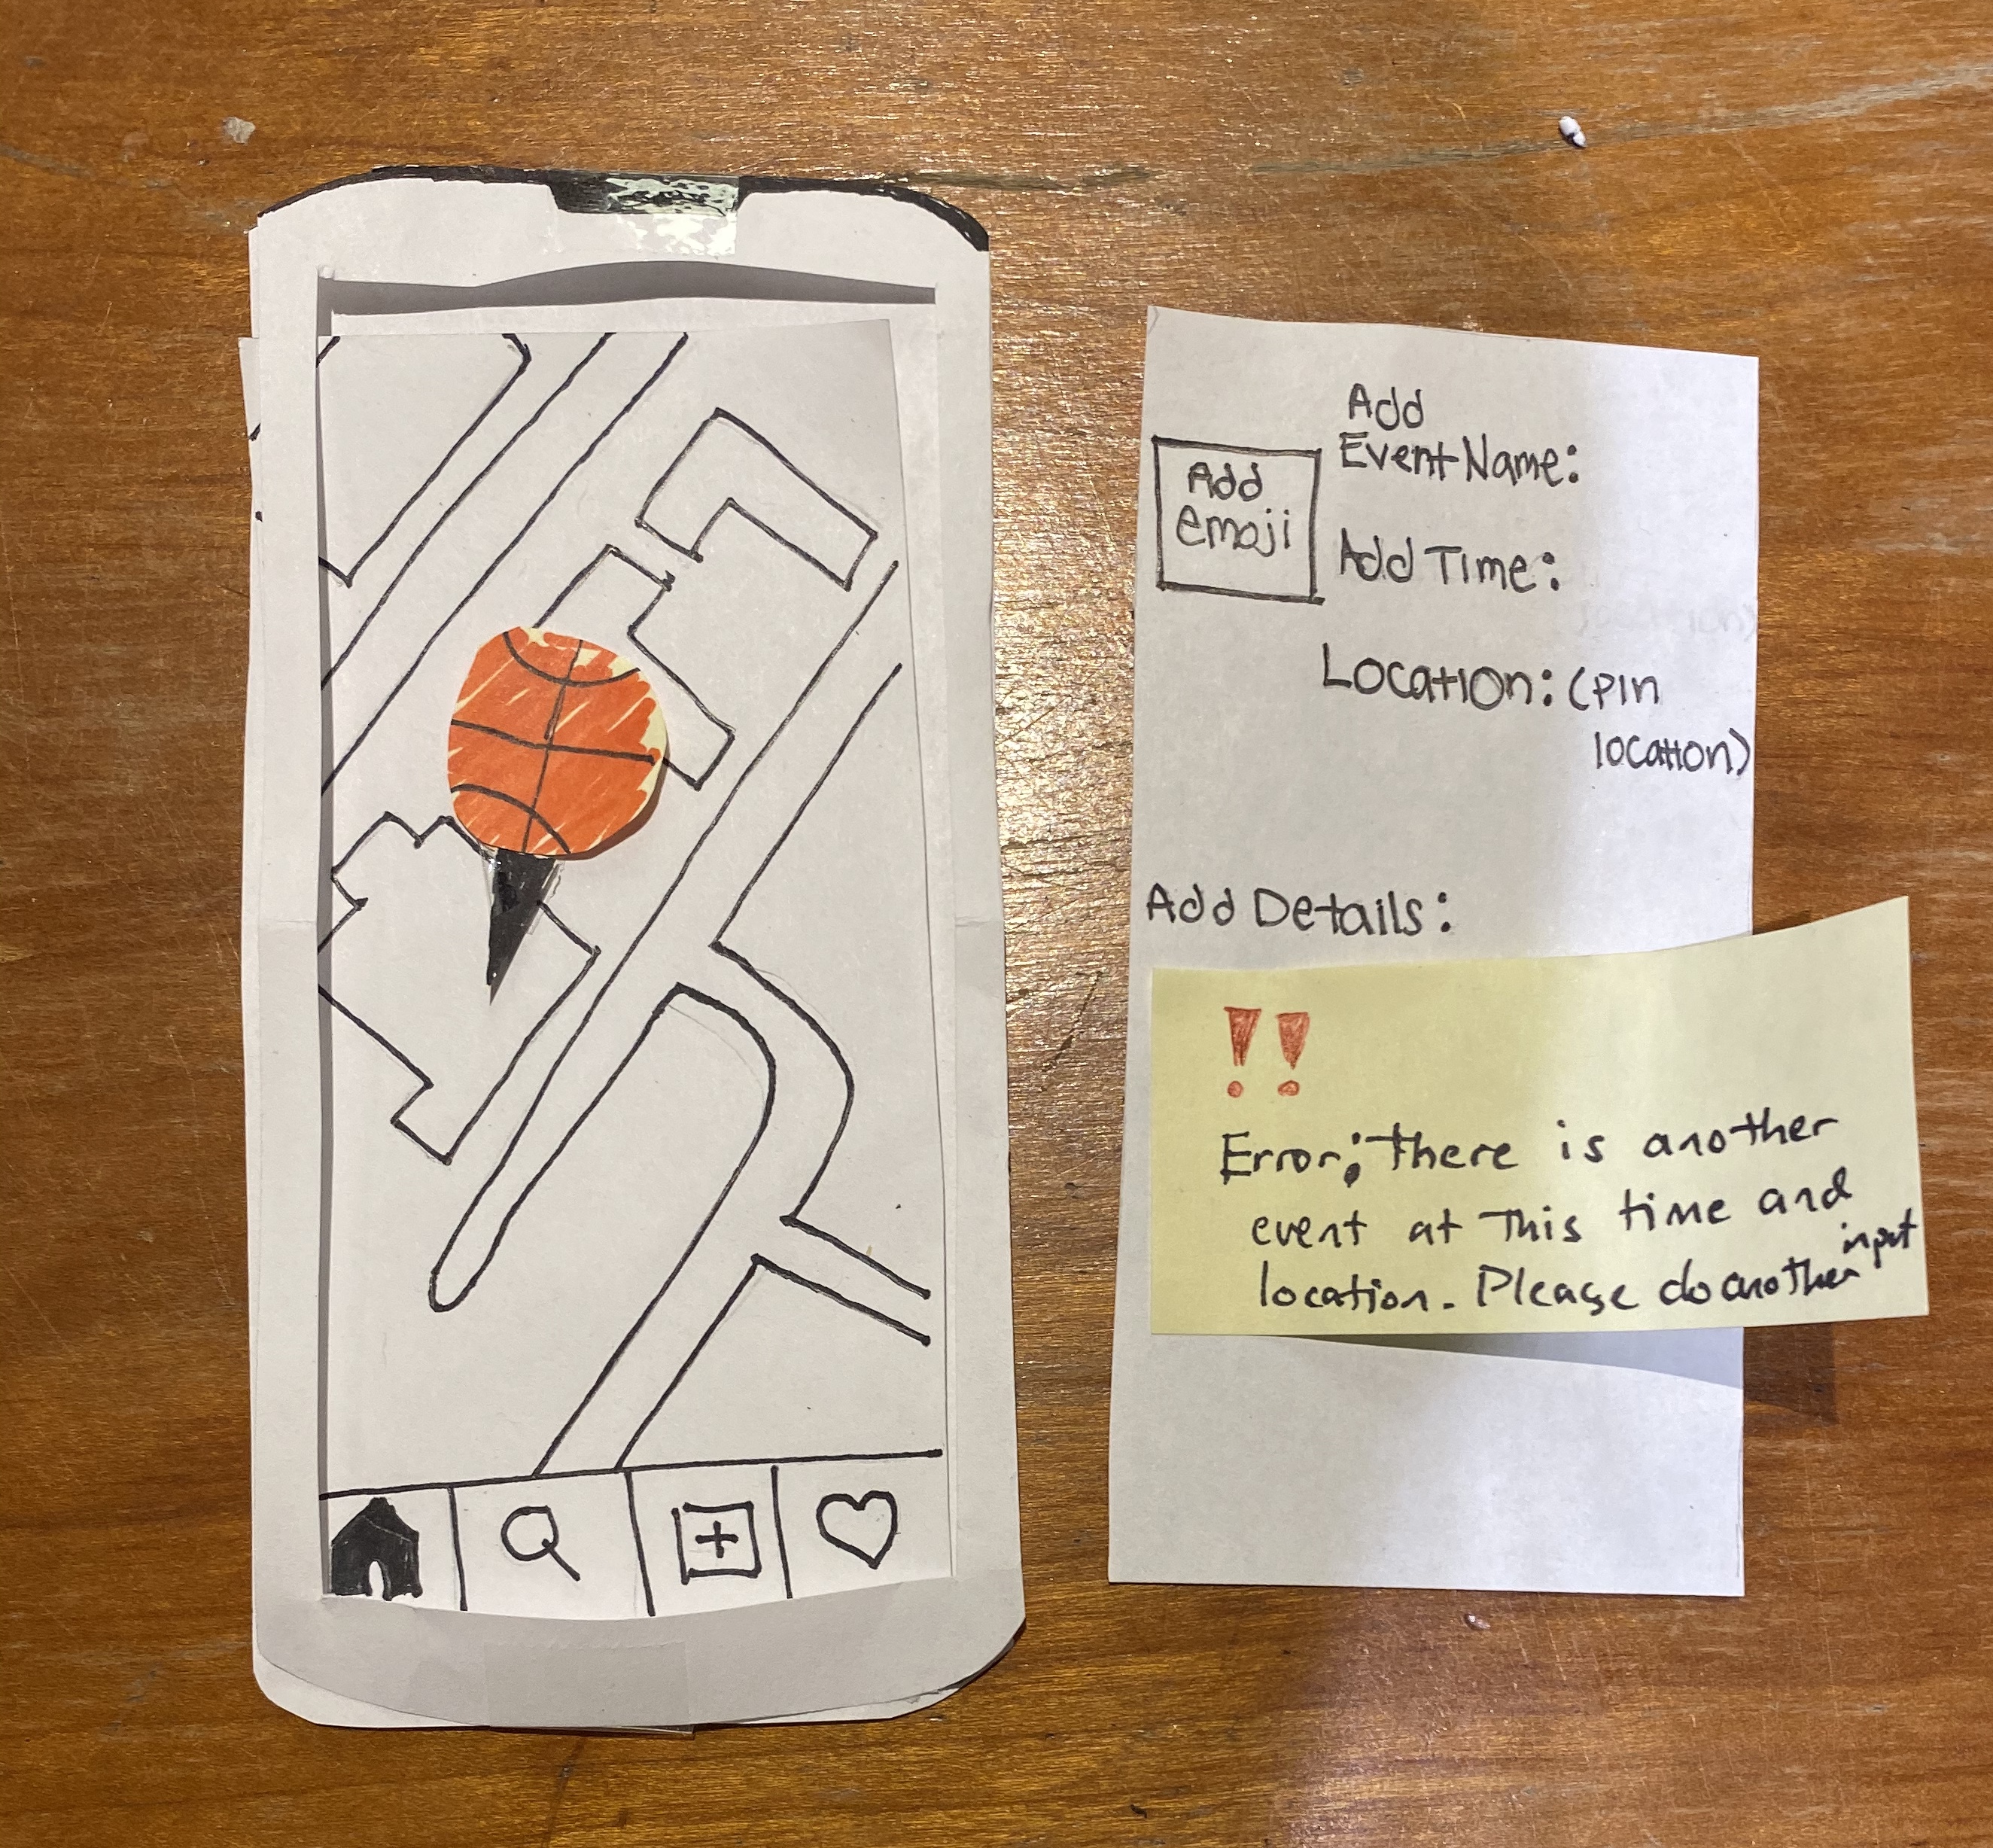 Add
Event Name:
Add
emoji
Add Time:
Location: (pin
location)
Add Details:
!!
Error: There is another
event at this time and
location. Please do another input